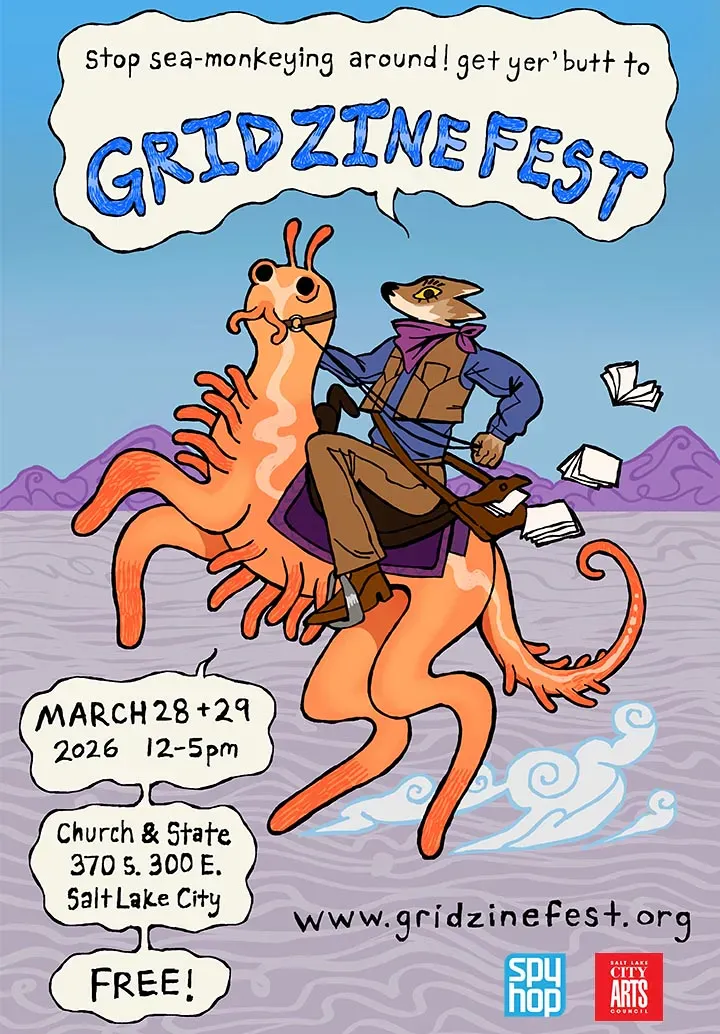 Stop sea-monkeying around! get yer' butt to
GRIDZINEFEST
MARCH 28 + 29
2026 12-5pm
Church & State
370 S. 300 E.
Salt Lake City
FREE!
www.gridzinefest.org
spy
hop
SALT LAKE
CITY
ARTS
COUNCIL